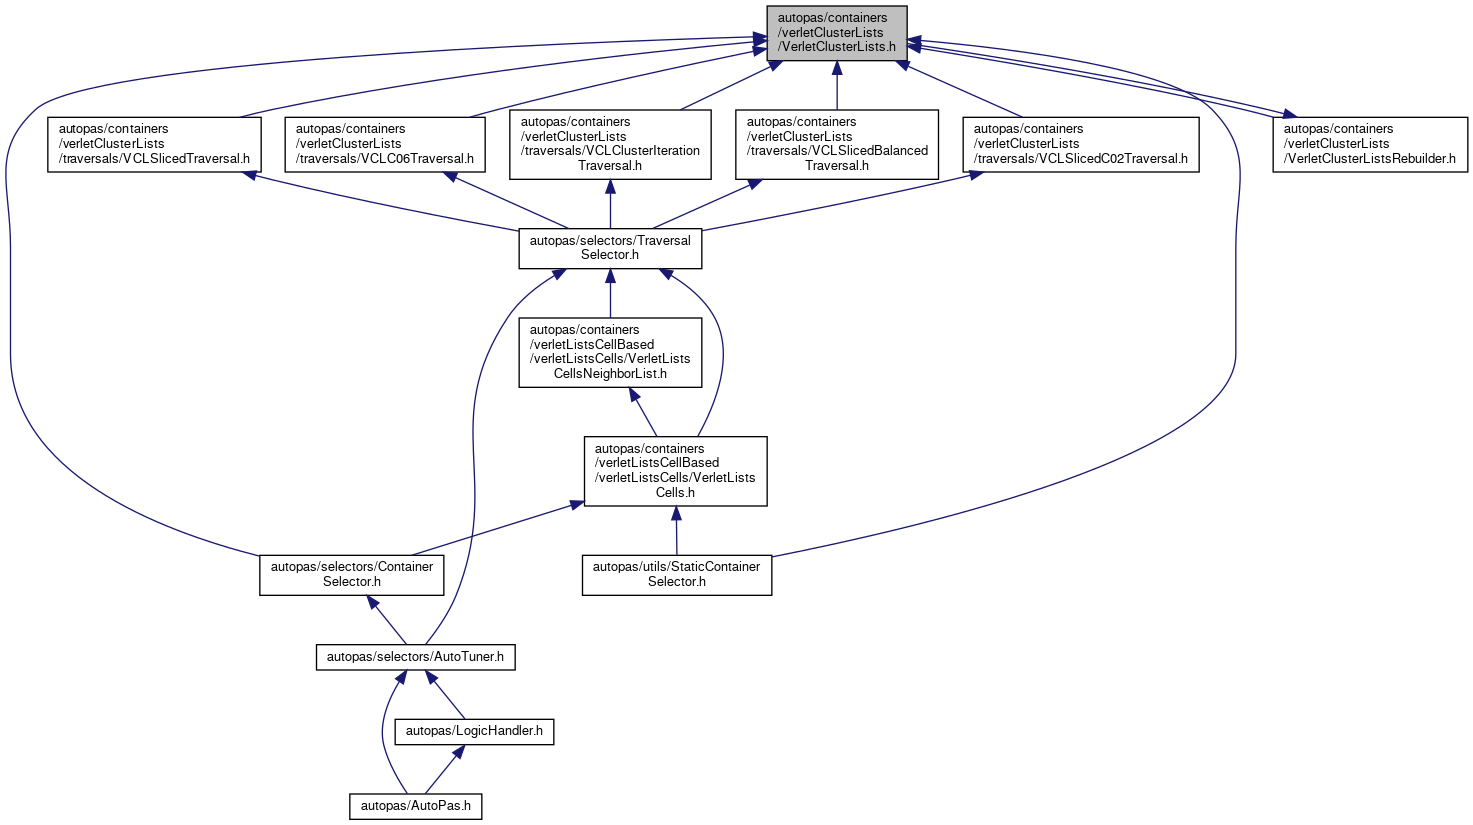 autopas/containers
/verletClusterLists
/VerletClusterLists.h
autopas/containers
/verletClusterLists
/traversals/VCLSlicedTraversal.h
autopas/containers
/verletClusterLists
/traversals/VCLC06Traversal.h
autopas/containers
/verletClusterLists
/traversals/VCLClusterIteration
Traversal.h
autopas/containers
/verletClusterLists
/traversals/VCLSlicedBalanced
Traversal.h
autopas/containers
/verletClusterLists
/traversals/VCLSlicedC02Traversal.h
autopas/containers
/verletClusterLists
/VerletClusterListsRebuilder.h
autopas/selectors/Traversal
Selector.h
autopas/containers
/verletListsCellBased
/verletListsCells/VerletLists
CellsNeighborList.h
autopas/containers
/verletListsCellBased
/verletListsCells/VerletLists
Cells.h
autopas/selectors/Container
Selector.h
autopas/utils/StaticContainer
Selector.h
autopas/selectors/AutoTuner.h
autopas/LogicHandler.h
autopas/AutoPas.h